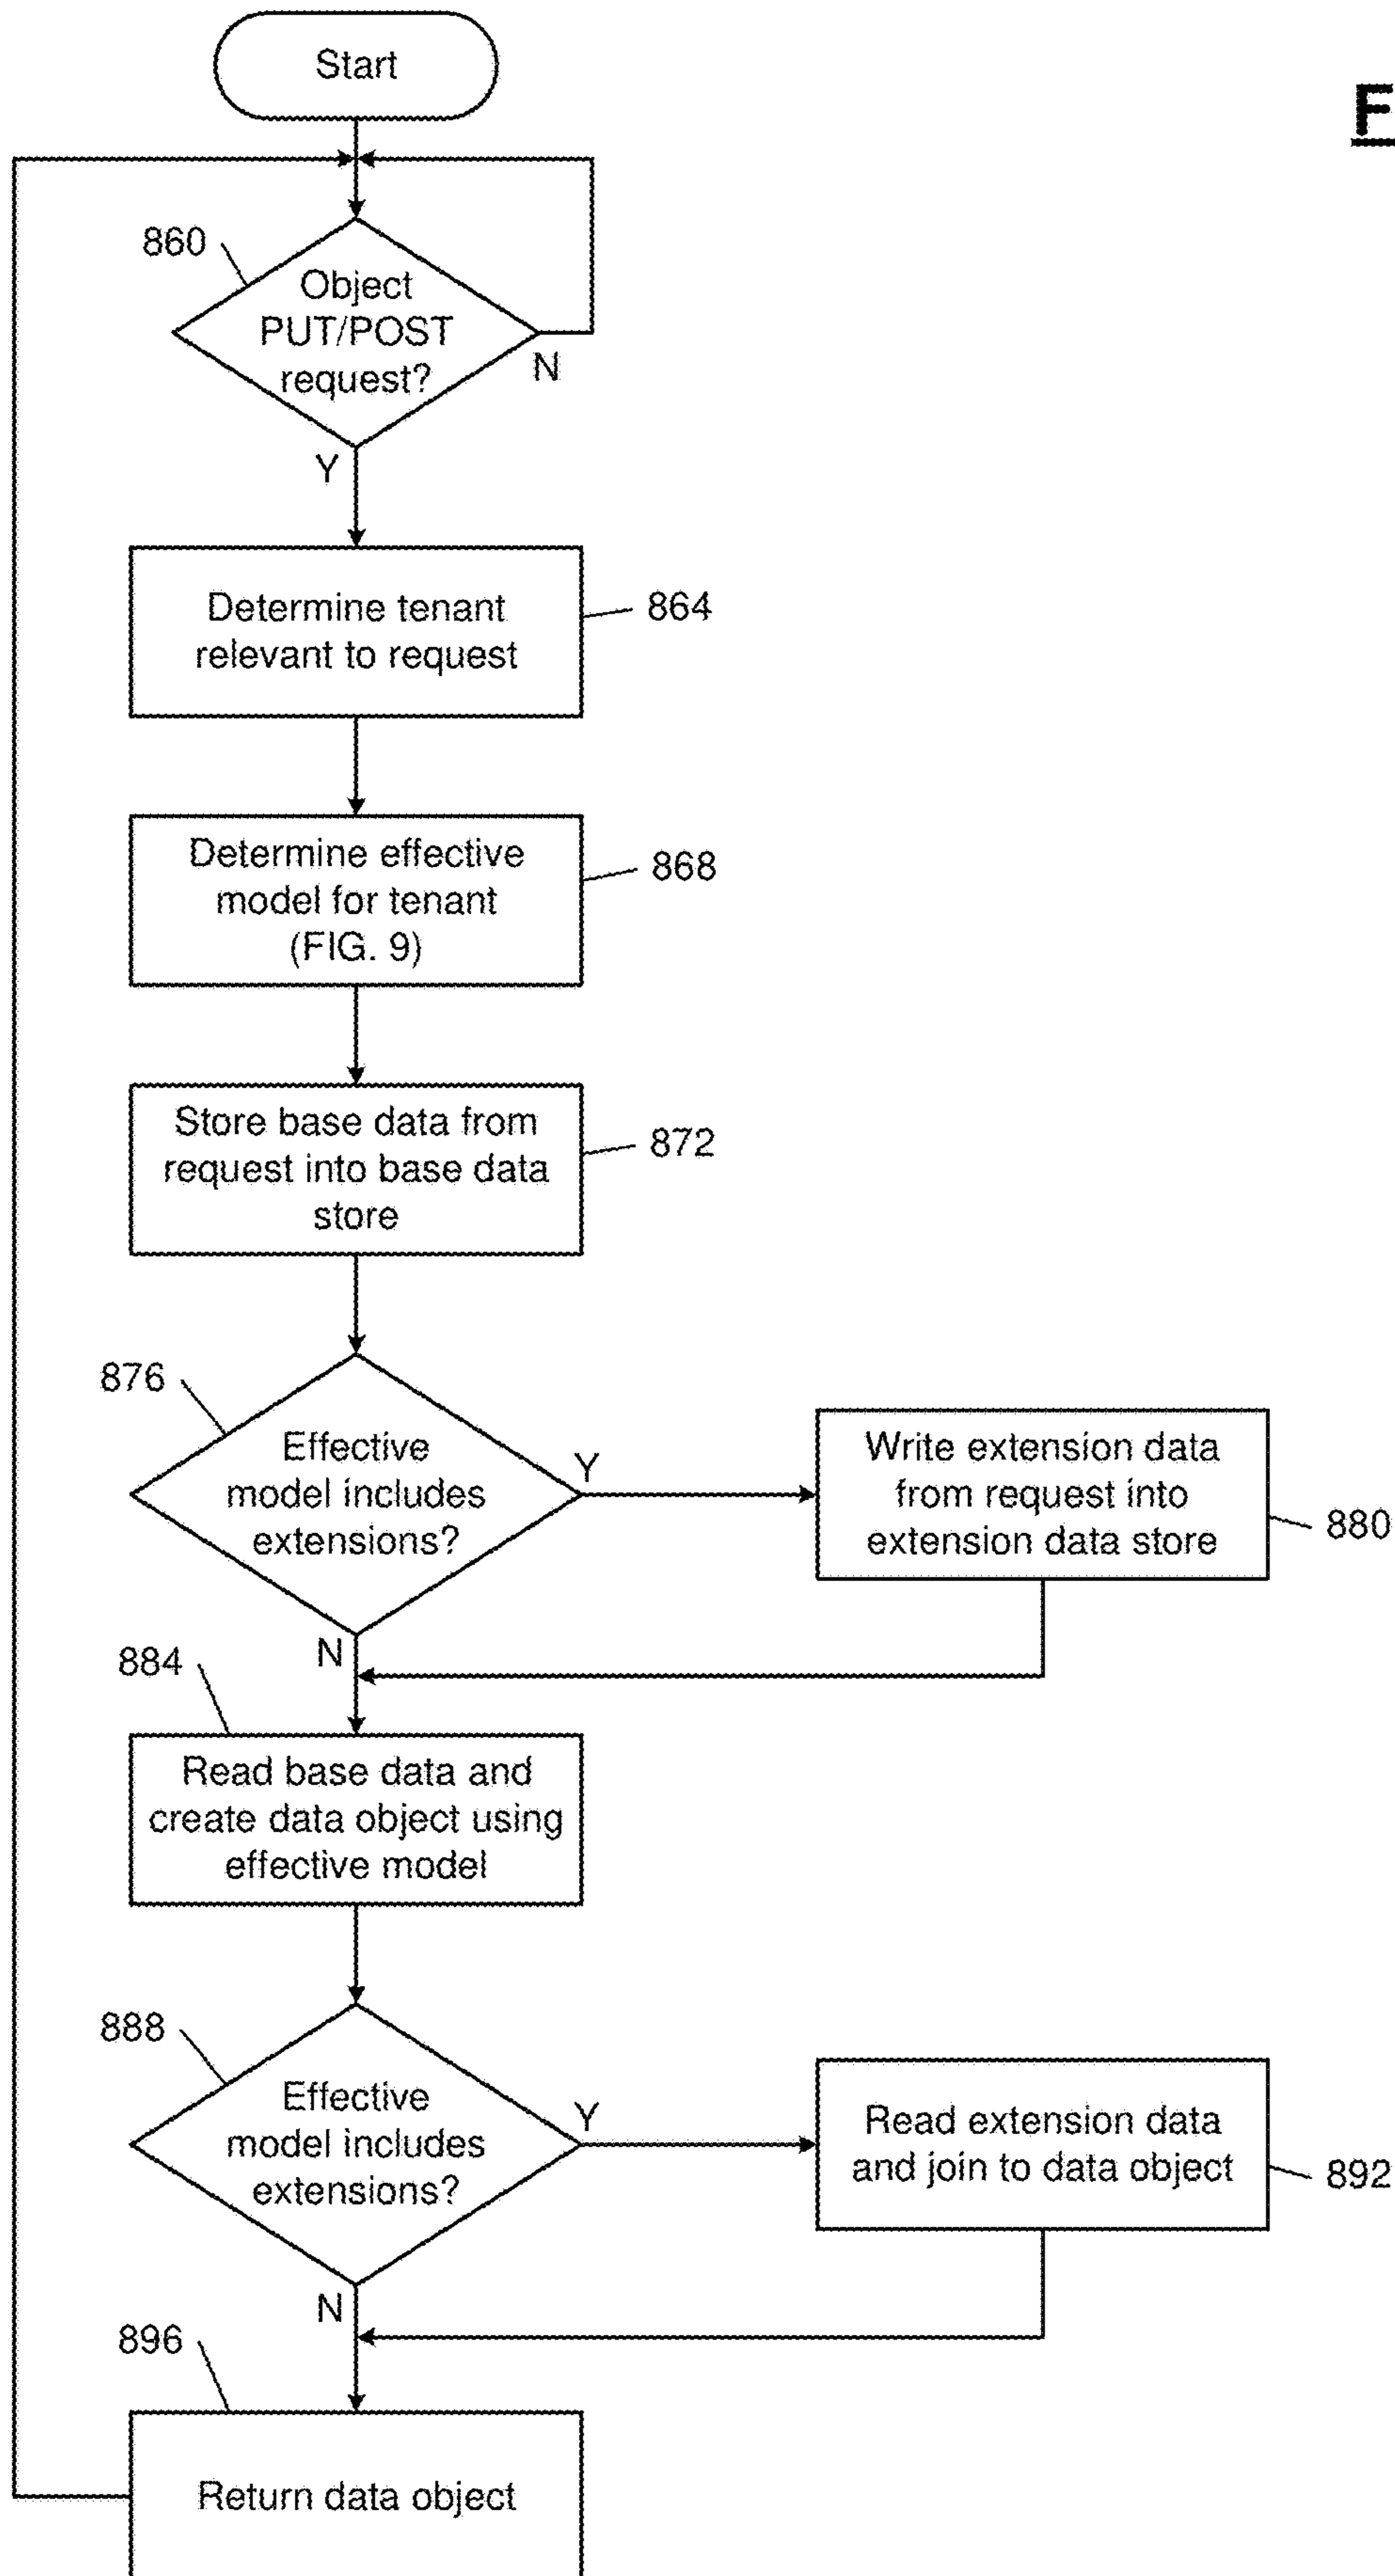 Start
F
860
Object
PUT/POST
request?
N
Y
Determine tenant
relevant to request
864
Determine effective
model for tenant
(FIG. 9)
868
Store base data from
request into base data
store
872
876
Effective
model includes
extensions?
Y
Write extension data
from request into
extension data store
880
N
884
Read base data and
create data object using
effective model
888
Effective
model includes
extensions?
Y
Read extension data
and join to data object
892
N
896
Return data object